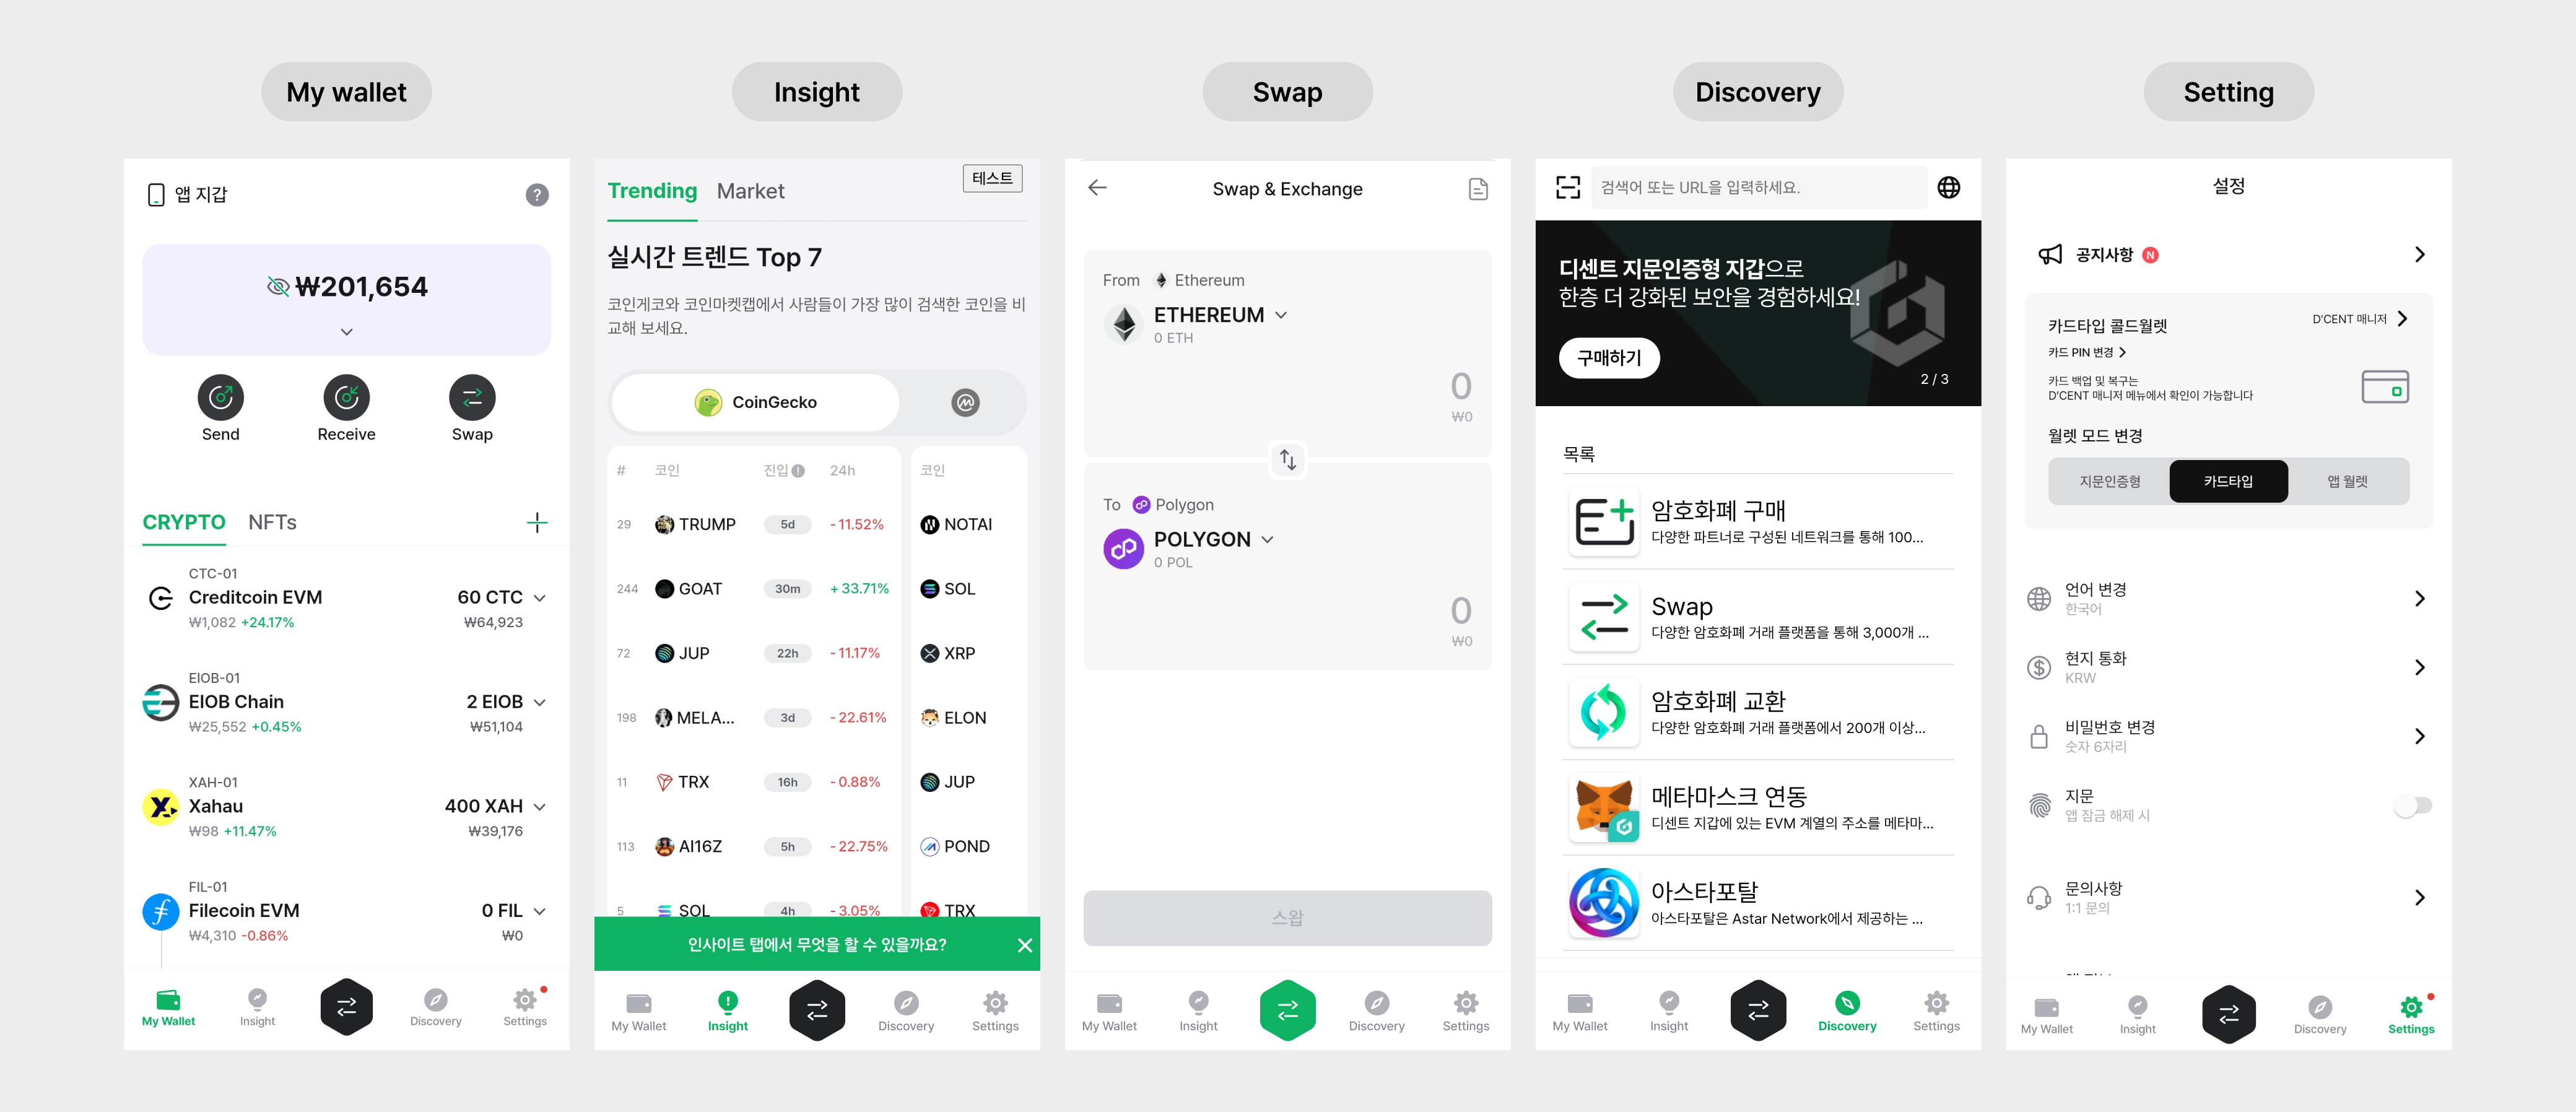 My wallet
앱 지갑
?
₩201,654
Send
Receive
Swap
CRYPTO
NFTs
CTC-01
Creditcoin EVM
60 CTC
₩1,082 +24.17%
₩64,923
EIOB-01
EIOB Chain
2 EIOB
₩25,552 +0.45%
₩51,104
XAH-01
Xahau
400 XAH
₩98 +11.47%
₩39,176
FIL-01
Filecoin EVM
0 FIL
₩4,310 -0.86%
₩0
My Wallet
Insight
Discovery
Settings
Insight
Trending
Market
테스트
실시간 트렌드 Top 7
코인게코와 코인마켓캡에서 사람들이 가장 많이 검색한 코인을 비
교해 보세요.
CoinGecko
# 코인 진입 24h 코인
29 TRUMP 5d -11.52% NOTAI
244 GOAT 30m +33.71% SOL
72 JUP 22h -11.17% XRP
198 MELA... 3d -22.61% ELON
11 TRX 16h -0.88% JUP
113 AI16Z 5h -22.75% POND
5 SOL 4h -3.05% TRX
인사이트 탭에서 무엇을 할 수 있을까요?
My Wallet
Insight
Discovery
Settings
Swap
Swap & Exchange
From Ethereum
ETHEREUM
0 ETH
0
₩0
To Polygon
POLYGON
0 POL
0
₩0
스왑
My Wallet
Insight
Discovery
Settings
Discovery
검색어 또는 URL을 입력하세요.
디센트 지문인증형 지갑으로
한층 더 강화된 보안을 경험하세요!
구매하기
2 / 3
목록
암호화폐 구매
다양한 파트너로 구성된 네트워크를 통해 100...
Swap
다양한 암호화폐 거래 플랫폼을 통해 3,000개 ...
암호화폐 교환
다양한 암호화폐 거래 플랫폼에서 200개 이상...
메타마스크 연동
디센트 지갑에 있는 EVM 계열의 주소를 메타마...
아스타포탈
아스타포탈은 Astar Network에서 제공하는 ...
My Wallet
Insight
Discovery
Settings
Setting
설정
공지사항 N
카드타입 콜드월렛
D'CENT 매니저
카드 PIN 변경
카드 백업 및 복구는
D'CENT 매니저 메뉴에서 확인이 가능합니다
월렛 모드 변경
지문인증형
카드타입
앱 월렛
언어 변경
한국어
현지 통화
KRW
비밀번호 변경
숫자 6자리
지문
앱 잠금 해제 시
문의사항
1:1 문의
My Wallet
Insight
Discovery
Settings